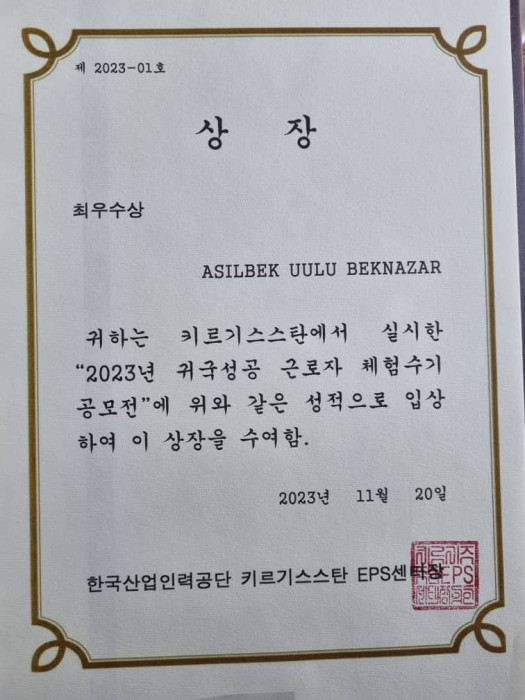 제 2023-01호
상 장
최우수상
ASILBEK UULU BEKNAZAR
귀하는 키르기스스탄에서 실시한
“2023년 귀국성공 근로자 체험수기
공모전”에 위와 같은 성적으로 입상
하여 이 상장을 수여함.
2023년 11월 20일
한국산업인력공단 키르기스스탄 EPS센터장
EPS